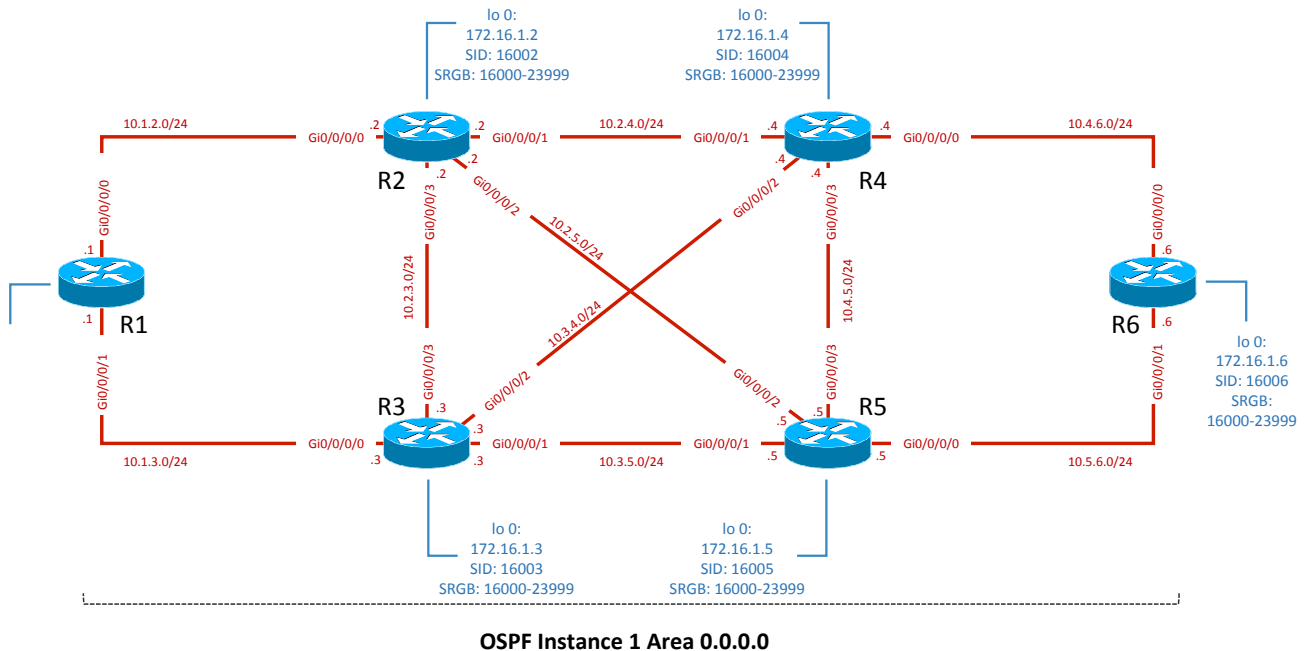 lo 0:
172.16.1.2
SID: 16002
SRGB: 16000-23999
lo 0:
172.16.1.4
SID: 16004
SRGB: 16000-23999
10.1.2.0/24
Gi0/0/0/0
.2
.2
Gi0/0/0/1
10.2.4.0/24
Gi0/0/0/1
.4
.4
Gi0/0/0/0
10.4.6.0/24
.2
.2
.4
.4
R2
R4
Gi0/0/0/2
Gi0/0/0/3
Gi0/0/0/2
Gi0/0/0/3
Gi0/0/0/0
Gi0/0/0/0
10.2.5.0/24
.1
.6
R1
.1
10.2.3.0/24
10.3.4.0/24
10.4.5.0/24
R6
.6
Gi0/0/0/1
Gi0/0/0/3
Gi0/0/0/2
Gi0/0/0/2
Gi0/0/0/3
Gi0/0/0/1
lo 0:
172.16.1.6
SID: 16006
SRGB:
16000-23999
R3
.3
.3
R5
.5
.5
10.1.3.0/24
Gi0/0/0/0
.3
.3
Gi0/0/0/1
10.3.5.0/24
Gi0/0/0/1
.5
.5
Gi0/0/0/0
10.5.6.0/24
lo 0:
172.16.1.3
SID: 16003
SRGB: 16000-23999
lo 0:
172.16.1.5
SID: 16005
SRGB: 16000-23999
OSPF Instance 1 Area 0.0.0.0